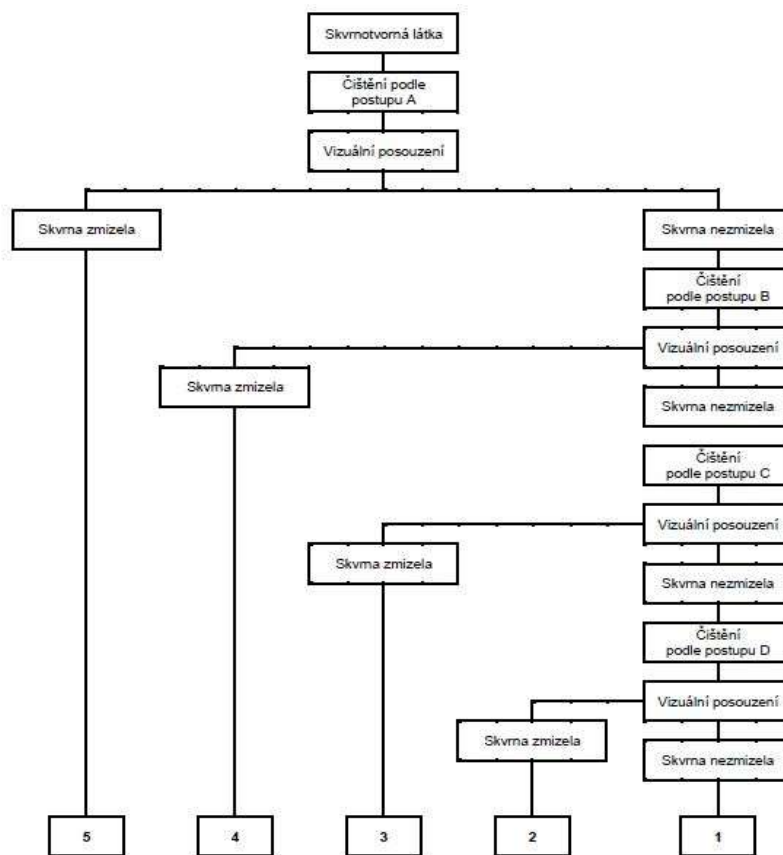 Skvrnotvorná látka
Čištění podle
postupu A
Vizuální posouzení
Skvrna zmizela
Skvrna nezmizela
Čištění
podle postupu B
Vizuální posouzení
Skvrna zmizela
Skvrna nezmizela
Čištění
podle postupu C
Vizuální posouzení
Skvrna zmizela
Skvrna nezmizela
Čištění
podle postupu D
Vizuální posouzení
Skvrna zmizela
Skvrna nezmizela
5
4
3
2
1